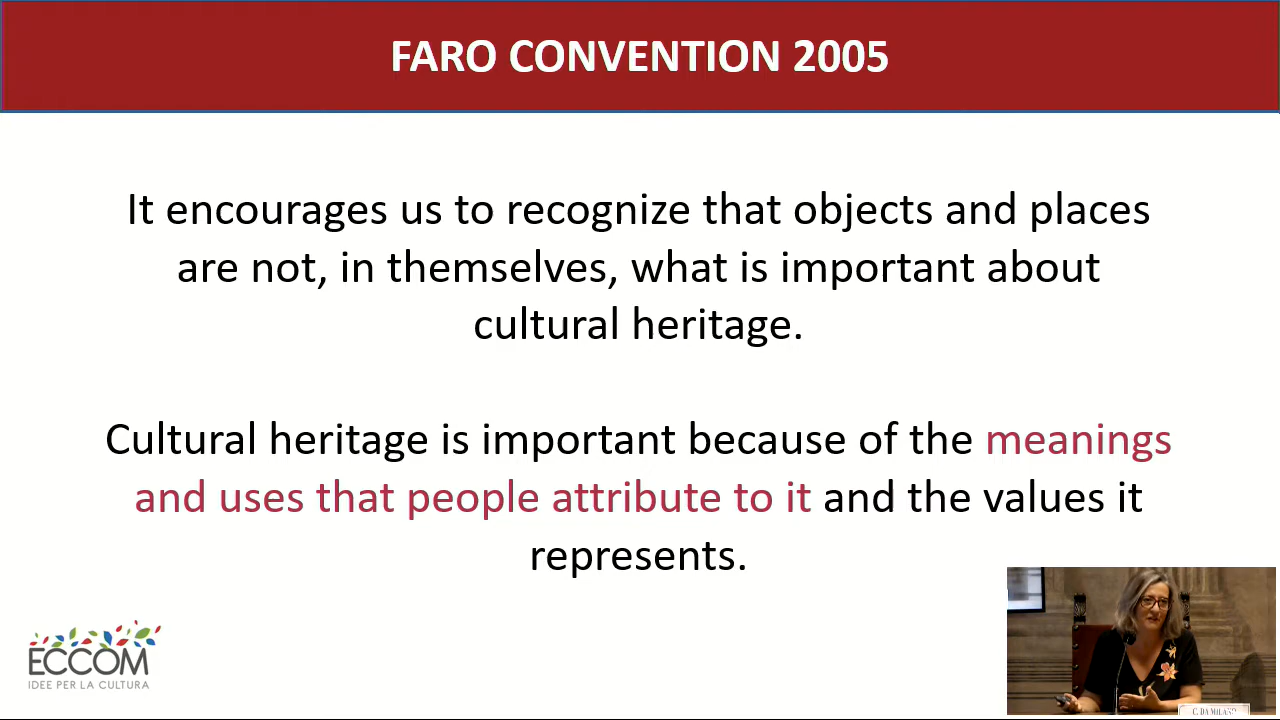 FARO CONVENTION 2005
It encourages us to recognize that objects and places
are not, in themselves, what is important about
cultural heritage.
Cultural heritage is important because of the meanings
and uses that people attribute to it and the values it
represents.
ECCOM
IDEE PER LA CULTURA
C. DA MILANO